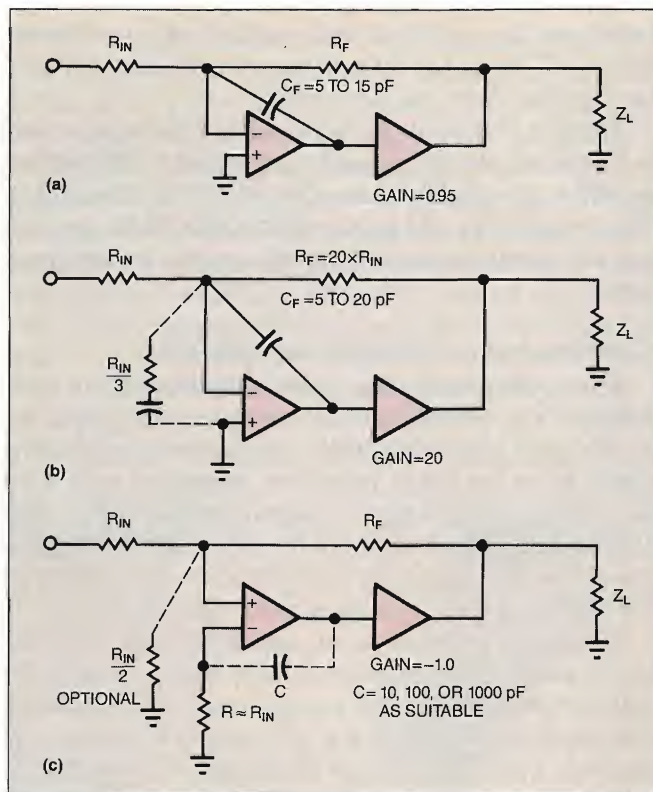 R_IN
R_F
C_F = 5 TO 15 pF
−
+
Z_L
GAIN = 0.95
(a)
R_IN
R_F = 20 × R_IN
C_F = 5 TO 20 pF
Z_L
R_IN
3
−
+
GAIN = 20
(b)
R_IN
R_F
+
−
Z_L
R_IN
2
OPTIONAL
C
GAIN = −1.0
C = 10, 100, OR 1000 pF
AS SUITABLE
R ≈ R_IN
(c)